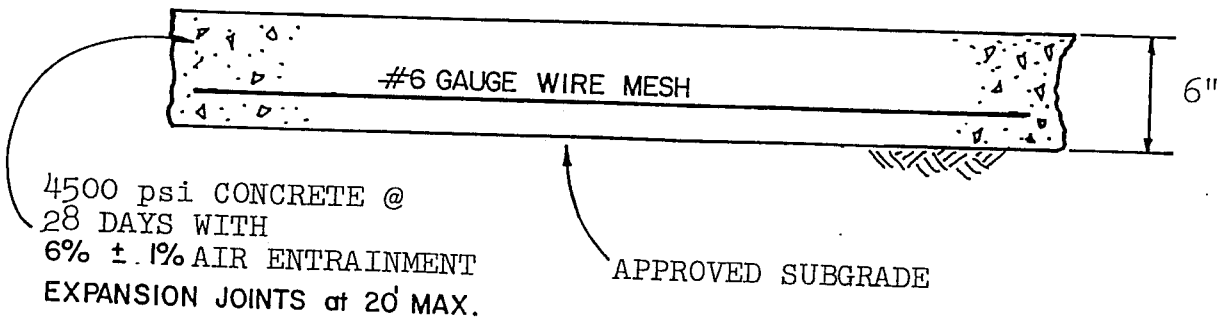 #6 GAUGE WIRE MESH
6"
4500 psi CONCRETE @
28 DAYS WITH
6% ± .1% AIR ENTRAINMENT
EXPANSION JOINTS at 20' MAX.
APPROVED SUBGRADE